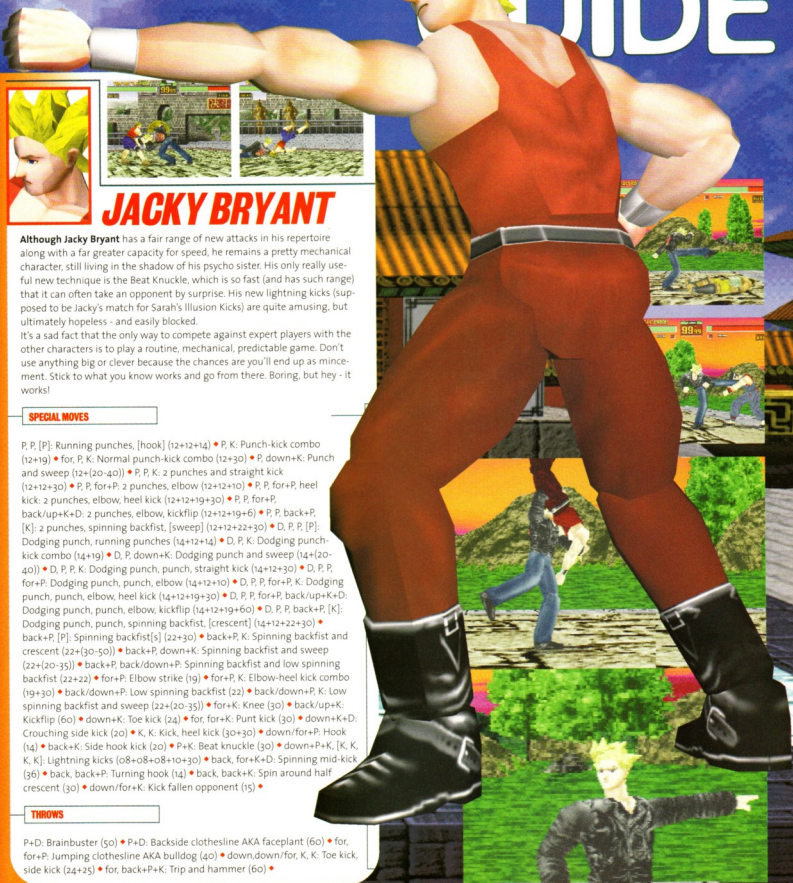 GUIDE
JACKY BRYANT
Although Jacky Bryant has a fair range of new attacks in his repertoire
along with a far greater capacity for speed, he remains a pretty mechanical
character, still living in the shadow of his psycho sister. His only really use-
ful new technique is the Beat Knuckle, which is so fast (and has such range)
that it can often take an opponent by surprise. His new lightning kicks (sup-
posed to be Jacky's match for Sarah's Illusion Kicks) are quite amusing, but
ultimately hopeless - and easily blocked.
It's a sad fact that the only way to compete against expert players with the
other characters is to play a routine, mechanical, predictable game. Don't
use anything big or clever because the chances are you'll end up as mince-
ment. Stick to what you know works and go from there. Boring, but hey - it
works!
SPECIAL MOVES
P, P, [P]: Running punches, [hook] (12+12+14) ♦ P, K: Punch-kick combo
(12+19) ♦ for, P, K: Normal punch-kick combo (12+30) ♦ P, down+K: Punch
and sweep (12+(20-40)) ♦ P, P, K: 2 punches and straight kick
(12+12+30) ♦ P, P, for+P: 2 punches, elbow (12+12+10) ♦ P, P, for+P, heel
kick: 2 punches, elbow, heel kick (12+12+19+30) ♦ P, P, for+P,
back/up+K+D: 2 punches, elbow, kickflip (12+12+19+6) ♦ P, P, back+P,
[K]: 2 punches, spinning backfist, [sweep] (12+12+22+30) ♦ D, P, P, [P]:
Dodging punch, running punches (14+12+14) ♦ D, P, K: Dodging punch-
kick combo (14+19) ♦ D, P, down+K: Dodging punch and sweep (14+(20-
40)) ♦ D, P, P, K: Dodging punch, punch, straight kick (14+12+30) ♦ D, P, P,
for+P: Dodging punch, punch, elbow (14+12+10) ♦ D, P, P, for+P, K: Dodging
punch, punch, elbow, heel kick (14+12+19+30) ♦ D, P, P, for+P, back/up+K+D:
Dodging punch, punch, elbow, kickflip (14+12+19+60) ♦ D, P, P, back+P, [K]:
Dodging punch, punch, spinning backfist, [crescent] (14+12+22+30) ♦
back+P, [P]: Spinning backfist[s] (22+30) ♦ back+P, K: Spinning backfist and
crescent (22+(30-50)) ♦ back+P, down+K: Spinning backfist and sweep
(22+(20-35)) ♦ back+P, back/down+P: Spinning backfist and low spinning
backfist (22+22) ♦ for+P: Elbow strike (19) ♦ for+P, K: Elbow-heel kick combo
(19+30) ♦ back/down+P: Low spinning backfist (22) ♦ back/down+P, K: Low
spinning backfist and sweep (22+(20-35)) ♦ for+K: Knee (30) ♦ back/up+K:
Kickflip (60) ♦ down+K: Toe kick (24) ♦ for, for+K: Punt kick (30) ♦ down+K+D:
Crouching side kick (20) ♦ K, K: Kick, heel kick (30+30) ♦ down/for+P: Hook
(14) ♦ back+K: Side hook kick (20) ♦ P+K: Beat knuckle (30) ♦ down+P+K, [K, K,
K, K]: Lightning kicks (08+08+08+10+30) ♦ back, for+K+D: Spinning mid-kick
(36) ♦ back, back+P: Turning hook (14) ♦ back, back+K: Spin around half
crescent (30) ♦ down/for+K: Kick fallen opponent (15) ♦
THROWS
P+D: Brainbuster (50) ♦ P+D: Backside clothesline AKA faceplant (60) ♦ for,
for+P: Jumping clothesline AKA bulldog (40) ♦ down,down/for, K, K: Toe kick,
side kick (24+25) ♦ for, back+P+K: Trip and hammer (60) ♦